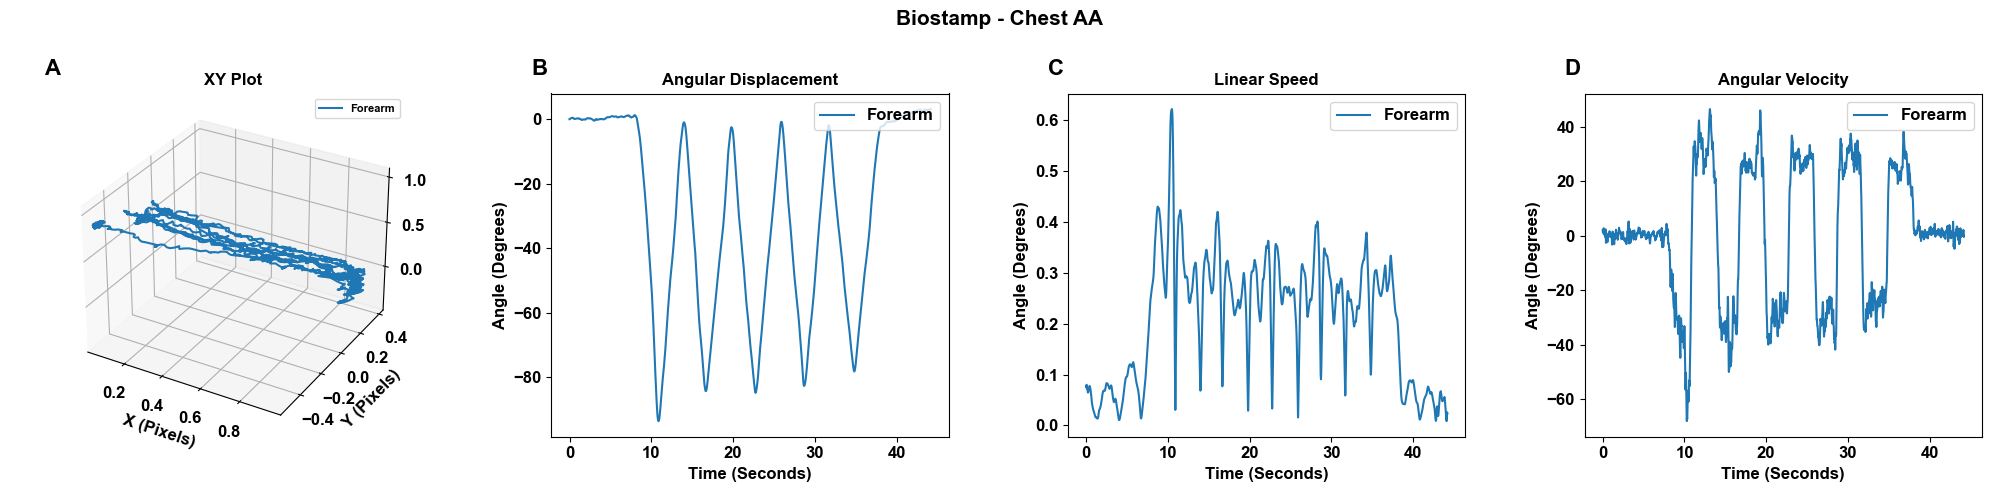 Biostamp - Chest AA
A
XY Plot
Forearm
1.0
0.5
0.0
0.4
0.2
0.0
−0.2
−0.4
Y (Pixels)
0.2
0.4
0.6
0.8
X (Pixels)
B
Angular Displacement
Forearm
0
−20
−40
−60
−80
Angle (Degrees)
0 10 20 30 40
Time (Seconds)
C
Linear Speed
Forearm
0.6
0.5
0.4
0.3
0.2
0.1
0.0
Angle (Degrees)
0 10 20 30 40
Time (Seconds)
D
Angular Velocity
Forearm
40
20
0
−20
−40
−60
Angle (Degrees)
0 10 20 30 40
Time (Seconds)